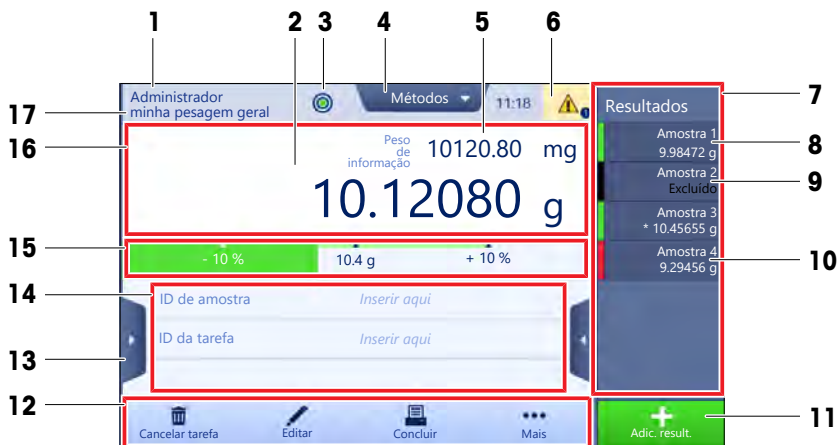 1
2
3
4
5
6
Administrador
minha pesagem geral
Métodos
11:18
Resultados
7
17
16
Peso
de
informação
10120.80 mg
10.12080 g
Amostra 1
9.98472 g
8
Amostra 2
Excluído
9
Amostra 3
* 10.45655 g
Amostra 4
9.29456 g
10
15
- 10 %
10.4 g
+ 10 %
14
ID de amostra
Inserir aqui
ID da tarefa
Inserir aqui
13
12
Cancelar tarefa
Editar
Concluir
Mais
Adic. result.
11